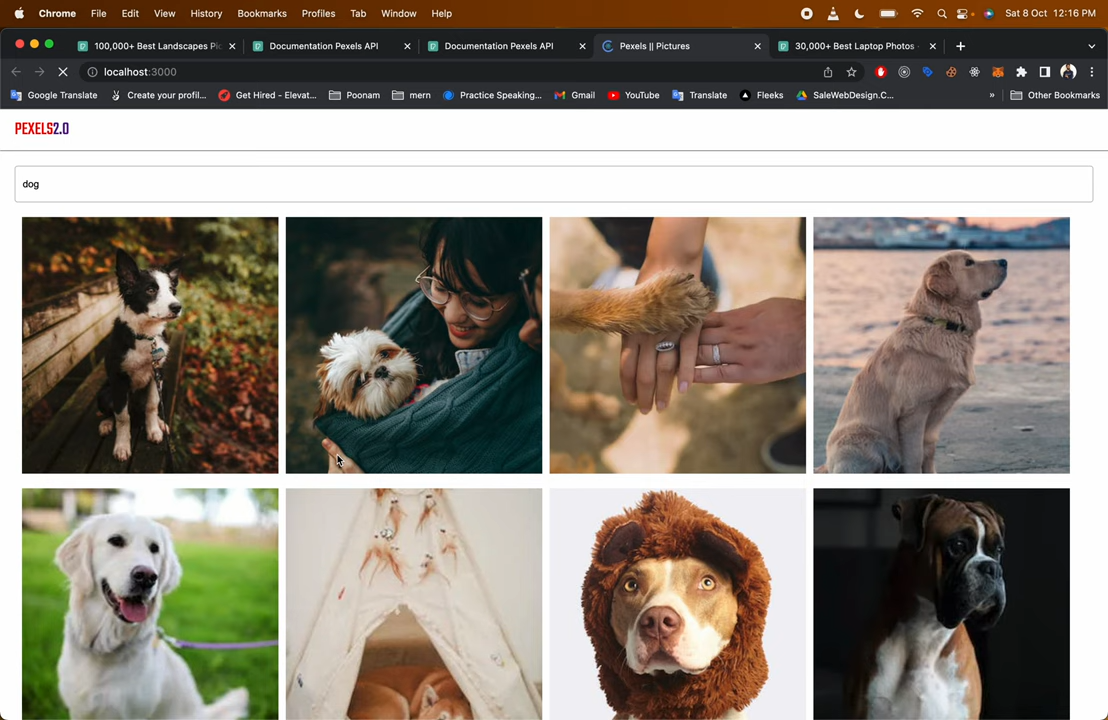 Chrome File Edit View History Bookmarks Profiles Tab Window Help Sat 8 Oct 12:16 PM
100,000+ Best Landscapes Pic Documentation Pexels API Documentation Pexels API Pexels || Pictures 30,000+ Best Laptop Photos
localhost:3000
Google Translate Create your profil... Get Hired - Elevat... Poonam mern Practice Speaking... Gmail YouTube Translate Fleeks SaleWebDesign.C... » Other Bookmarks
PEXELS2.0
dog